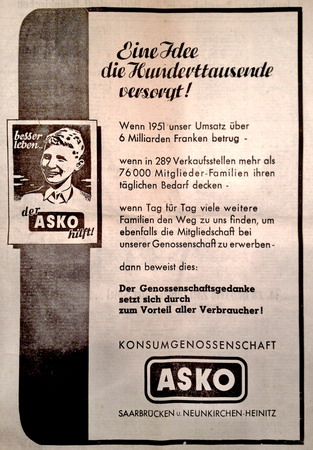 Eine Idee
die Hunderttausende
versorgt!
besser
leben..
der
ASKO
hilft!
Wenn 1951 unser Umsatz über
6 Milliarden Franken betrug -
wenn in 289 Verkaufsstellen mehr als
76000 Mitglieder-Familien ihren
täglichen Bedarf decken -
wenn Tag für Tag viele weitere
Familien den Weg zu uns finden, um
ebenfalls die Mitgliedschaft bei
unserer Genossenschaft zu erwerben-
dann beweist dies:
Der Genossenschaftsgedanke
setzt sich durch
zum Vorteil aller Verbraucher!
KONSUMGENOSSENSCHAFT
ASKO
SAARBRÜCKEN u. NEUNKIRCHEN-HEINITZ